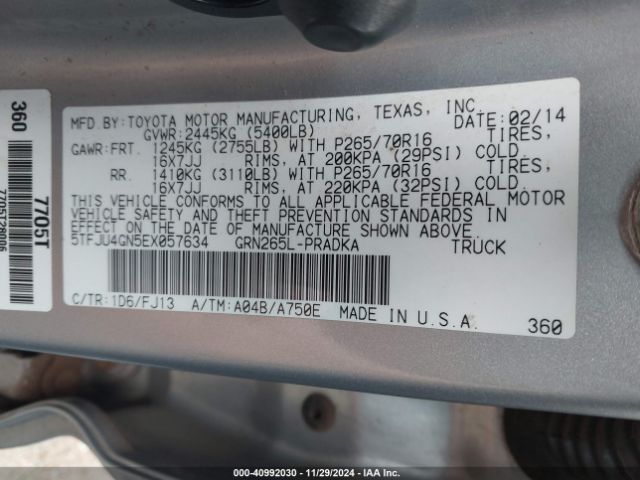 MFD.BY:TOYOTA MOTOR MANUFACTURING, TEXAS, INC. DATE: 02/14
GVWR:2445KG (5400LB)
GAWR:FRT. 1245KG (2755LB) WITH P265/70R16 TIRES,
16X7JJ RIMS, AT 200KPA (29PSI) COLD
RR. 1410KG (3110LB) WITH P265/70R16 TIRES,
16X7JJ RIMS, AT 220KPA (32PSI) COLD
THIS VEHICLE CONFORMS TO ALL APPLICABLE FEDERAL MOTOR
VEHICLE SAFETY AND THEFT PREVENTION STANDARDS IN
EFFECT ON THE DATE OF MANUFACTURE SHOWN ABOVE.
5TFJU4GN5EX057634 GRN265L-PRADKA TRUCK
C/TR:1D6/FJ13 A/TM:A04B/A750E MADE IN U.S.A. 360
360
7705T
7705T28006
000-40992030 - 11/29/2024 - IAA Inc.